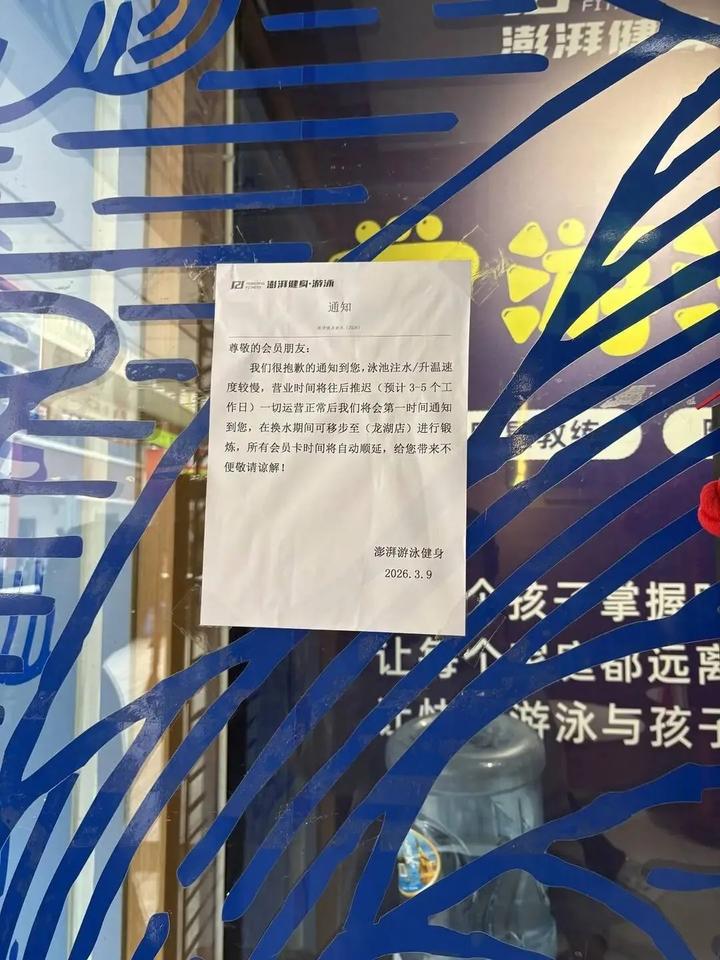 澎湃健
澎湃健身·游泳
通知
尊敬的会员朋友：
我们很抱歉的通知到您，泳池注水/升温速
度较慢，营业时间将往后推迟（预计 3-5 个工
作日）一切运营正常后我们将会第一时间通知
到您，在换水期间可移步至（龙湖店）进行锻
炼，所有会员卡时间将自动顺延，给您带来不
便敬请谅解！
澎湃游泳健身
2026.3.9
教练
个孩子掌握
让每个家庭都远离
游泳与孩子